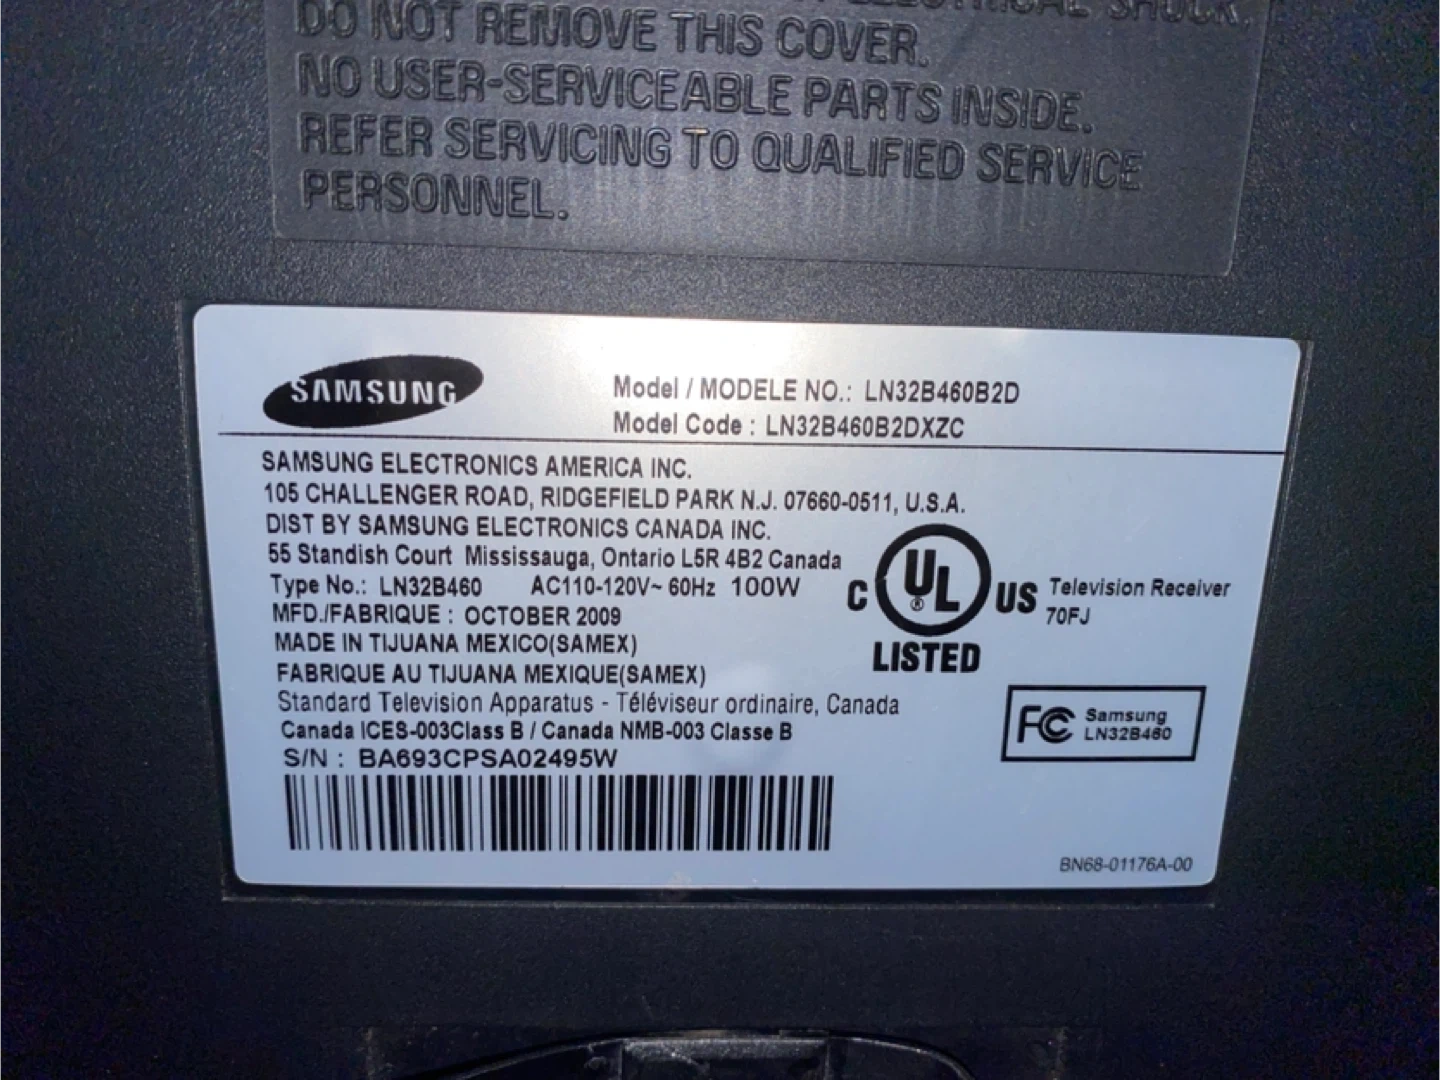 ELECTRICAL SHOCK.
DO NOT REMOVE THIS COVER.
NO USER-SERVICEABLE PARTS INSIDE.
REFER SERVICING TO QUALIFIED SERVICE
PERSONNEL.
SAMSUNG
Model / MODELE NO.: LN32B460B2D
Model Code : LN32B460B2DXZC
SAMSUNG ELECTRONICS AMERICA INC.
105 CHALLENGER ROAD, RIDGEFIELD PARK N.J. 07660-0511, U.S.A.
DIST BY SAMSUNG ELECTRONICS CANADA INC.
55 Standish Court Mississauga, Ontario L5R 4B2 Canada
Type No.: LN32B460 AC110-120V~ 60Hz 100W
MFD./FABRIQUE : OCTOBER 2009
MADE IN TIJUANA MEXICO(SAMEX)
FABRIQUE AU TIJUANA MEXIQUE(SAMEX)
Standard Television Apparatus - Téléviseur ordinaire, Canada
Canada ICES-003Class B / Canada NMB-003 Classe B
S/N : BA693CPSA02495W
C UL ® US
LISTED
Television Receiver
70FJ
FC Samsung
LN32B460
BN68-01176A-00